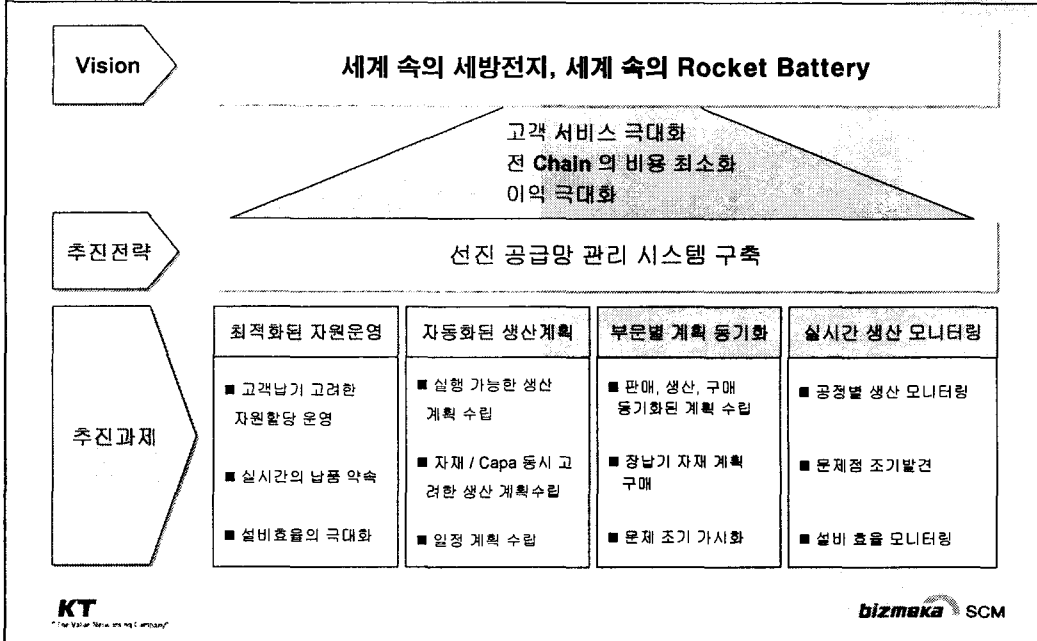 Vision
세계 속의 세방전지, 세계 속의 Rocket Battery
고객 서비스 극대화
전 Chain 의 비용 최소화
이익 극대화
추진전략
선진 공급망 관리 시스템 구축
추진과제
최적화된 자원운영
■ 고객납기 고려한
자원할당 운영
■ 실시간의 납품 약속
■ 설비효율의 극대화
자동화된 생산계획
■ 실행 가능한 생산
계획 수립
■ 자재 / Capa 동시 고
려한 생산 계획수립
■ 일정 계획 수립
부문별 계획 동기화
■ 판매, 생산, 구매
동기화된 계획 수립
■ 장납기 자재 계획
구매
■ 문제 조기 가시화
실시간 생산 모니터링
■ 공정별 생산 모니터링
■ 문제점 조기발견
■ 설비 효율 모니터링
KT
"The Value Networking Company"
bizmeka SCM